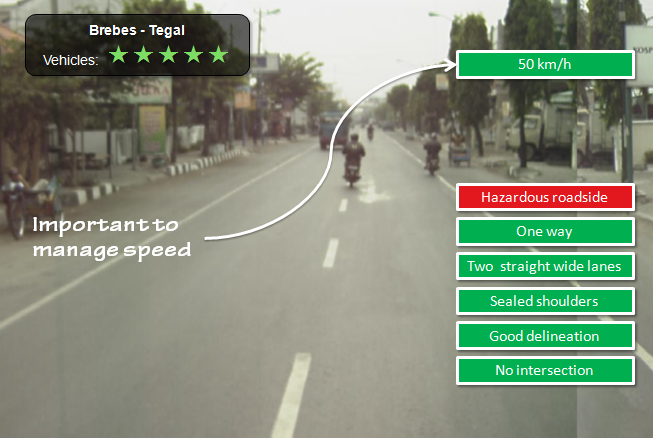 Brebes - Tegal
Vehicles: ★★★★★
50 km/h
Important to
manage speed
Hazardous roadside
One way
Two straight wide lanes
Sealed shoulders
Good delineation
No intersection